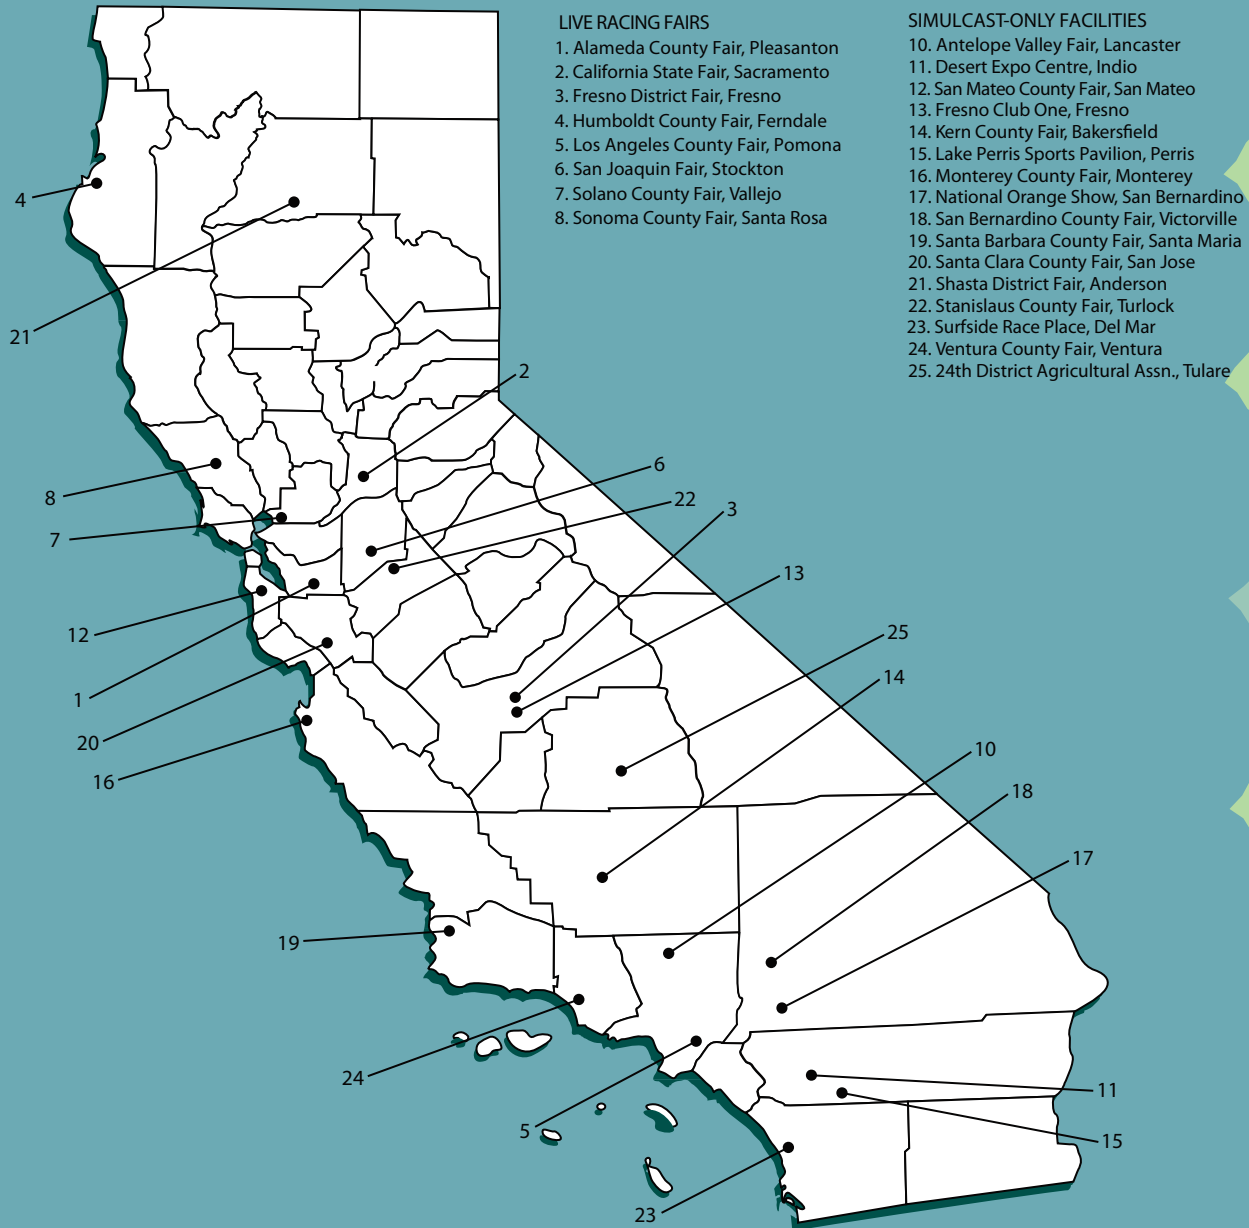 LIVE RACING FAIRS
1. Alameda County Fair, Pleasanton
2. California State Fair, Sacramento
3. Fresno District Fair, Fresno
4. Humboldt County Fair, Ferndale
5. Los Angeles County Fair, Pomona
6. San Joaquin Fair, Stockton
7. Solano County Fair, Vallejo
8. Sonoma County Fair, Santa Rosa
SIMULCAST-ONLY FACILITIES
10. Antelope Valley Fair, Lancaster
11. Desert Expo Centre, Indio
12. San Mateo County Fair, San Mateo
13. Fresno Club One, Fresno
14. Kern County Fair, Bakersfield
15. Lake Perris Sports Pavilion, Perris
16. Monterey County Fair, Monterey
17. National Orange Show, San Bernardino
18. San Bernardino County Fair, Victorville
19. Santa Barbara County Fair, Santa Maria
20. Santa Clara County Fair, San Jose
21. Shasta District Fair, Anderson
22. Stanislaus County Fair, Turlock
23. Surfside Race Place, Del Mar
24. Ventura County Fair, Ventura
25. 24th District Agricultural Assn., Tulare
4
21
2
6
8
22
3
7
13
12
25
14
1
20
10
16
18
17
19
24
11
5
15
23